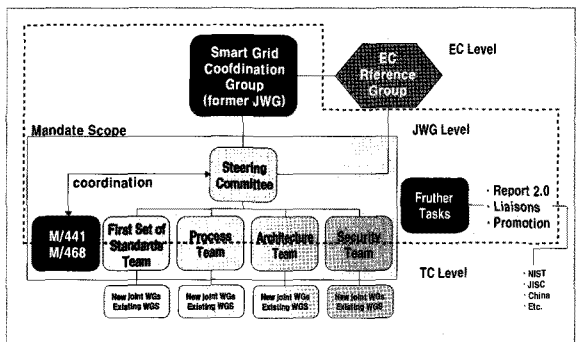 Smart Grid
Coofdination
Group
(former JWG)
EC
Rference
Group
EC Level
Mandate Scope
JWG Level
Steering
Committee
coordination
Fruther
Tasks
· Report 2.0
· Liaisons
· Promotion
M/441
M/468
First Set of
Standards
Team
Process
Team
Architecture
Team
Security
Team
TC Level
New joint WGs
Existing WGS
New joint WGs
Existing WGS
New joint WGs
Existing WGS
New joint WGs
Existing WGS
· NIST
· JISC
· China
· Etc.